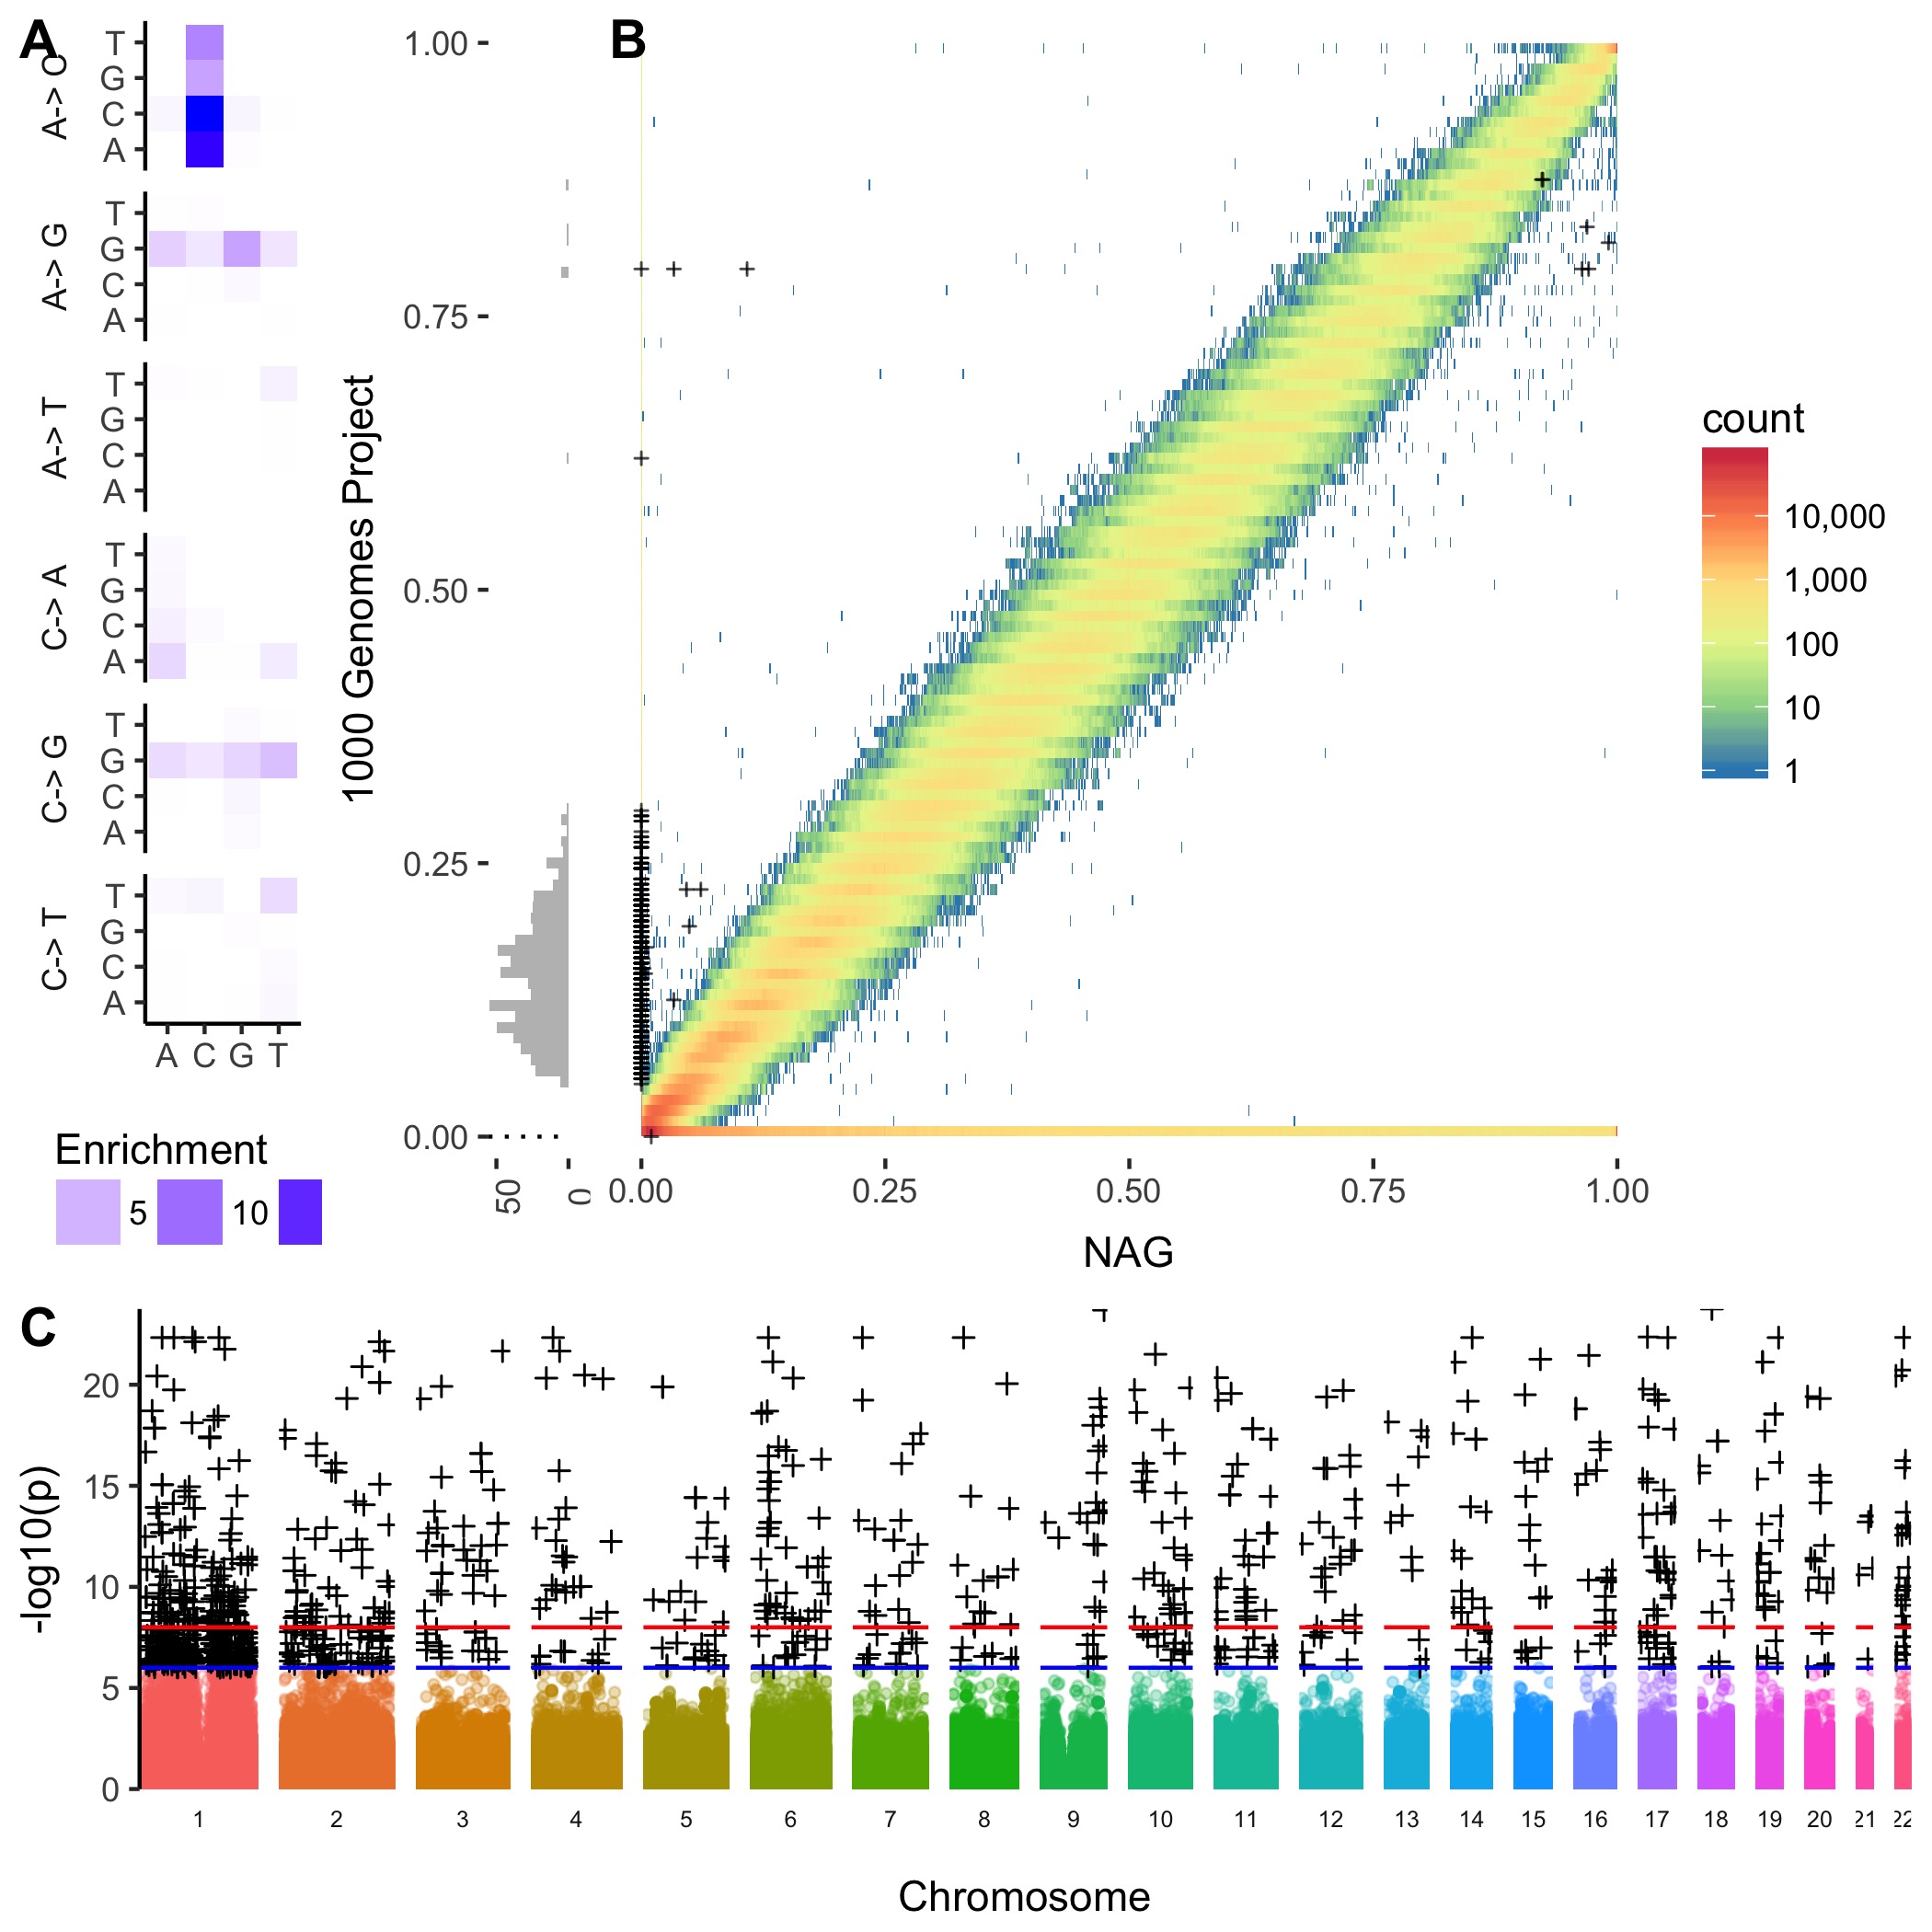 A
A-> C
T
G
C
A
A-> G
T
G
C
A
A-> T
T
G
C
A
C-> A
T
G
C
A
C-> G
T
G
C
A
C-> T
T
G
C
A
A C G T
Enrichment
5 10
B
1000 Genomes Project
1.00
0.75
0.50
0.25
0.00
50 0
0.00 0.25 0.50 0.75 1.00
NAG
count
10,000
1,000
100
10
1
C
-log10(p)
20
15
10
5
0
1 2 3 4 5 6 7 8 9 10 11 12 13 14 15 16 17 18 19 20 21 22
Chromosome